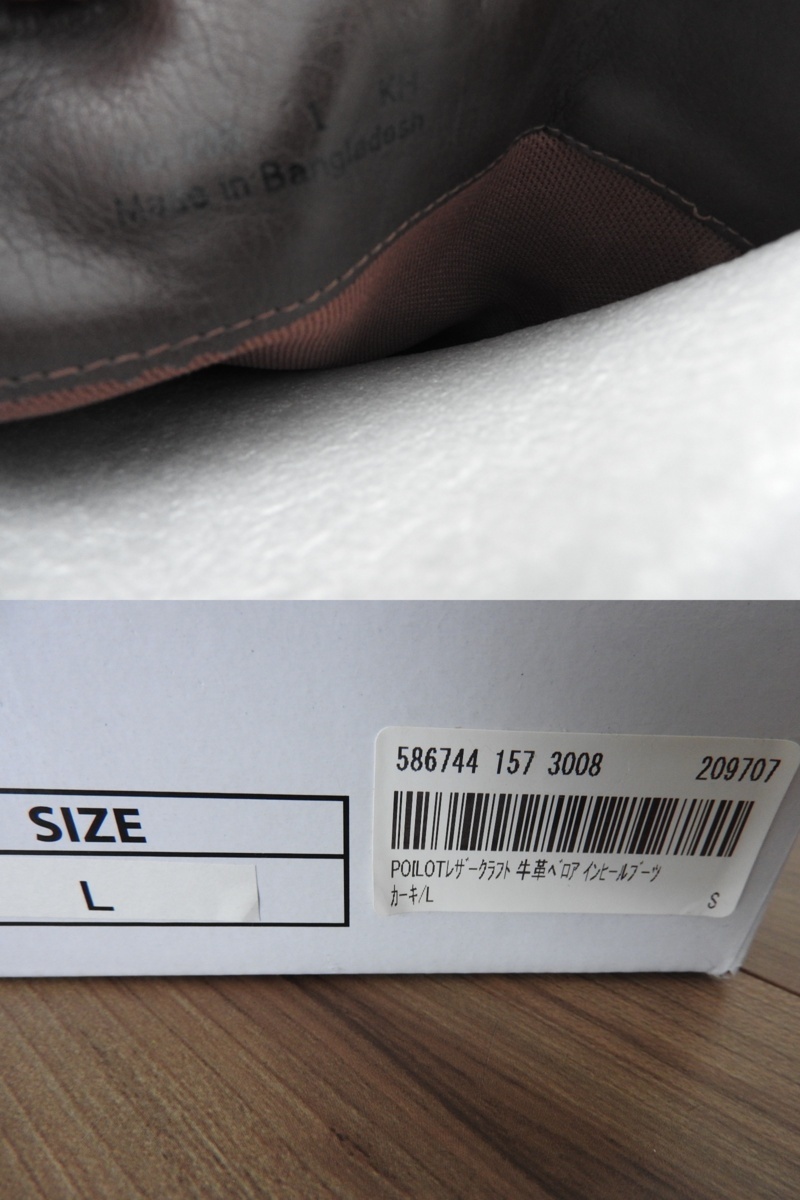 KH
Made in Bangladesh
586744 157 3008 209707
SIZE
L
POILOTﾚｻﾞｰｸﾗﾌﾄ 牛革ﾍﾞﾛｱ ｲﾝﾋｰﾙﾌﾞｰﾂ
ｶｰｷ/L S